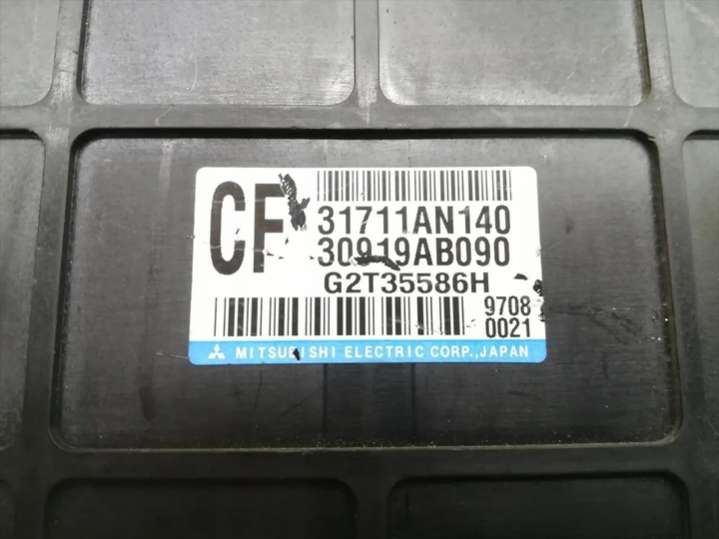 CF
31711AN140
30919AB090
G2T35586H
9708
0021
MITSUBISHI ELECTRIC CORP., JAPAN